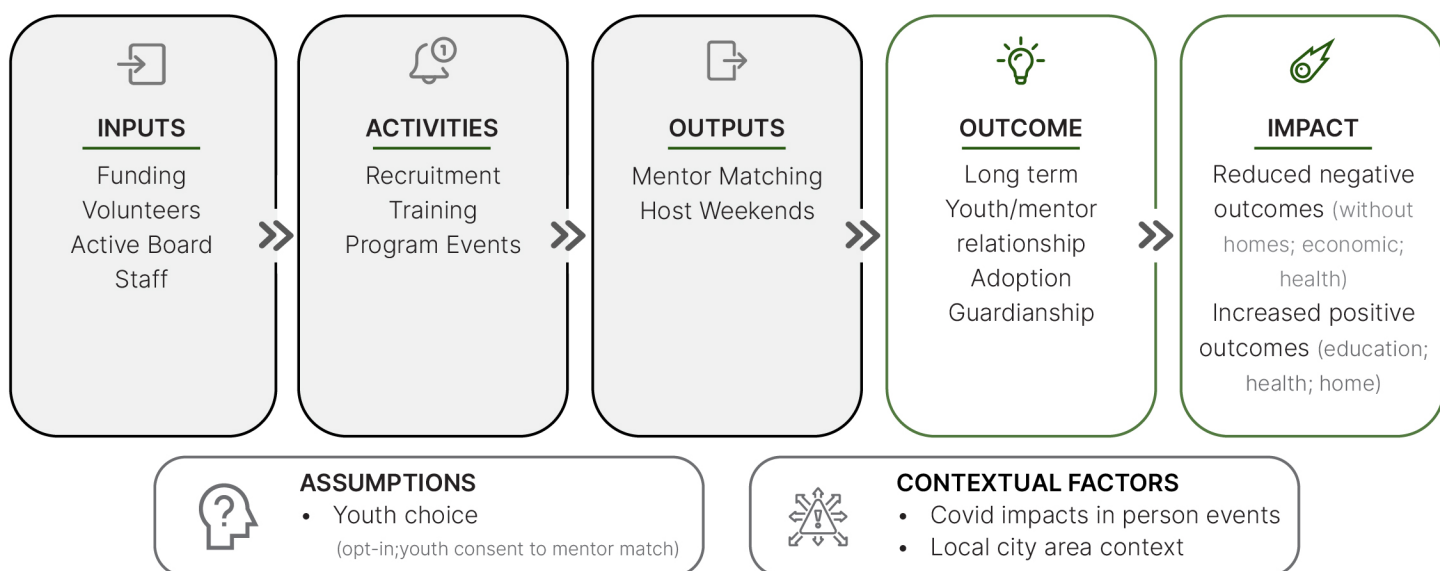 1
INPUTS
Funding
Volunteers
Active Board
Staff
ACTIVITIES
Recruitment
Training
Program Events
OUTPUTS
Mentor Matching
Host Weekends
OUTCOME
Long term
Youth/mentor
relationship
Adoption
Guardianship
IMPACT
Reduced negative
outcomes (without
homes; economic;
health)
Increased positive
outcomes (education;
health; home)
?
ASSUMPTIONS
• Youth choice
(opt-in;youth consent to mentor match)
!
CONTEXTUAL FACTORS
• Covid impacts in person events
• Local city area context